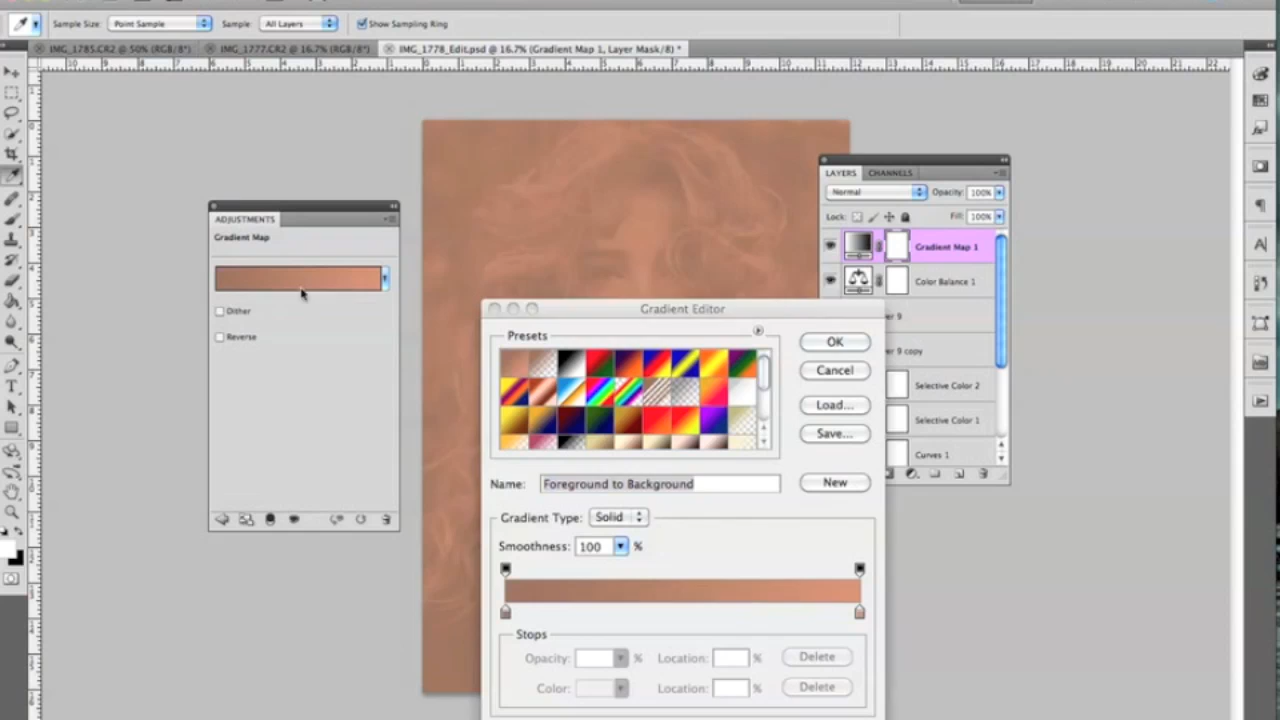 Sample Size: Point Sample Sample: All Layers Show Sampling Ring
IMG_1785.CR2 @ 50% (RGB/8*) IMG_1777.CR2 @ 16.7% (RGB/8*) IMG_1778_Edit.psd @ 16.7% (Gradient Map 1, Layer Mask/8) *
ADJUSTMENTS
Gradient Map
Dither
Reverse
LAYERS CHANNELS
Normal Opacity: 100%
Lock: Fill: 100%
Gradient Map 1
Color Balance 1
er 9
er 9 copy
Selective Color 2
Selective Color 1
Curves 1
Gradient Editor
Presets
OK
Cancel
Load...
Save...
Name: Foreground to Background New
Gradient Type: Solid
Smoothness: 100 %
Stops
Opacity: % Location: % Delete
Color: Location: % Delete